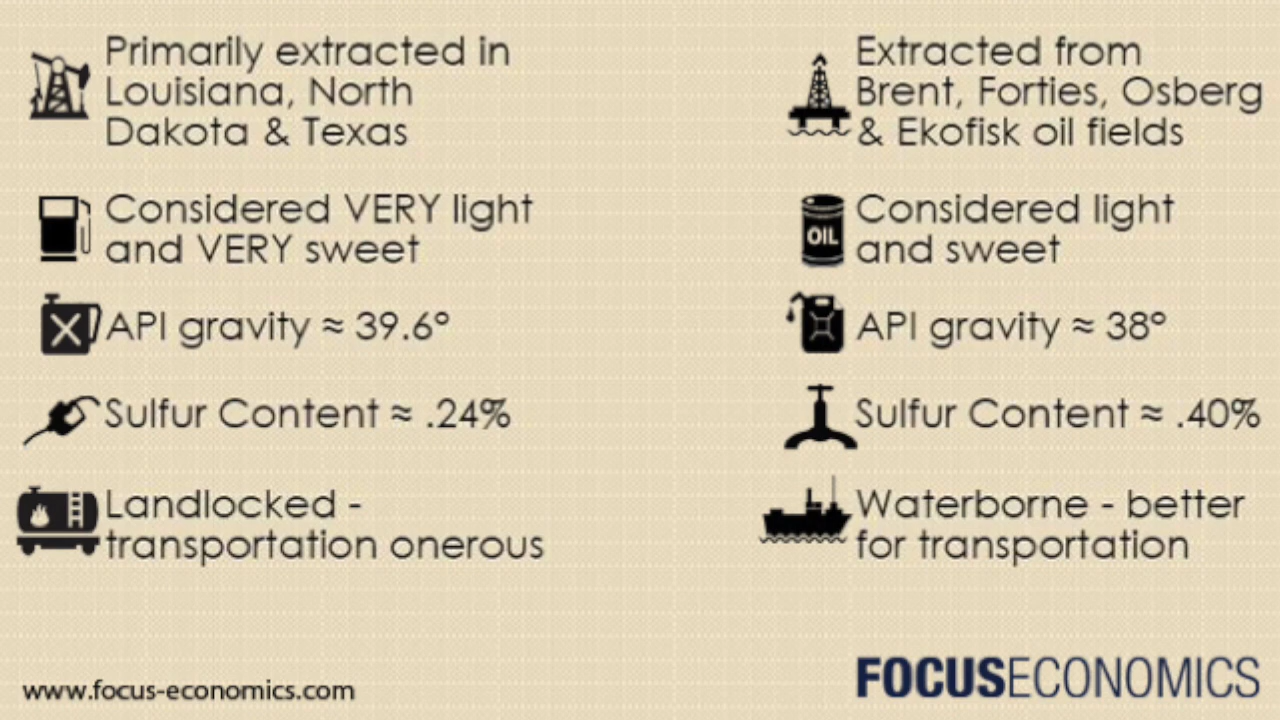 Primarily extracted in
Louisiana, North
Dakota & Texas
Considered VERY light
and VERY sweet
API gravity ≈ 39.6°
Sulfur Content ≈ .24%
Landlocked -
transportation onerous
Extracted from
Brent, Forties, Osberg
& Ekofisk oil fields
OIL
Considered light
and sweet
API gravity ≈ 38°
Sulfur Content ≈ .40%
Waterborne - better
for transportation
www.focus-economics.com
FOCUSECONOMICS